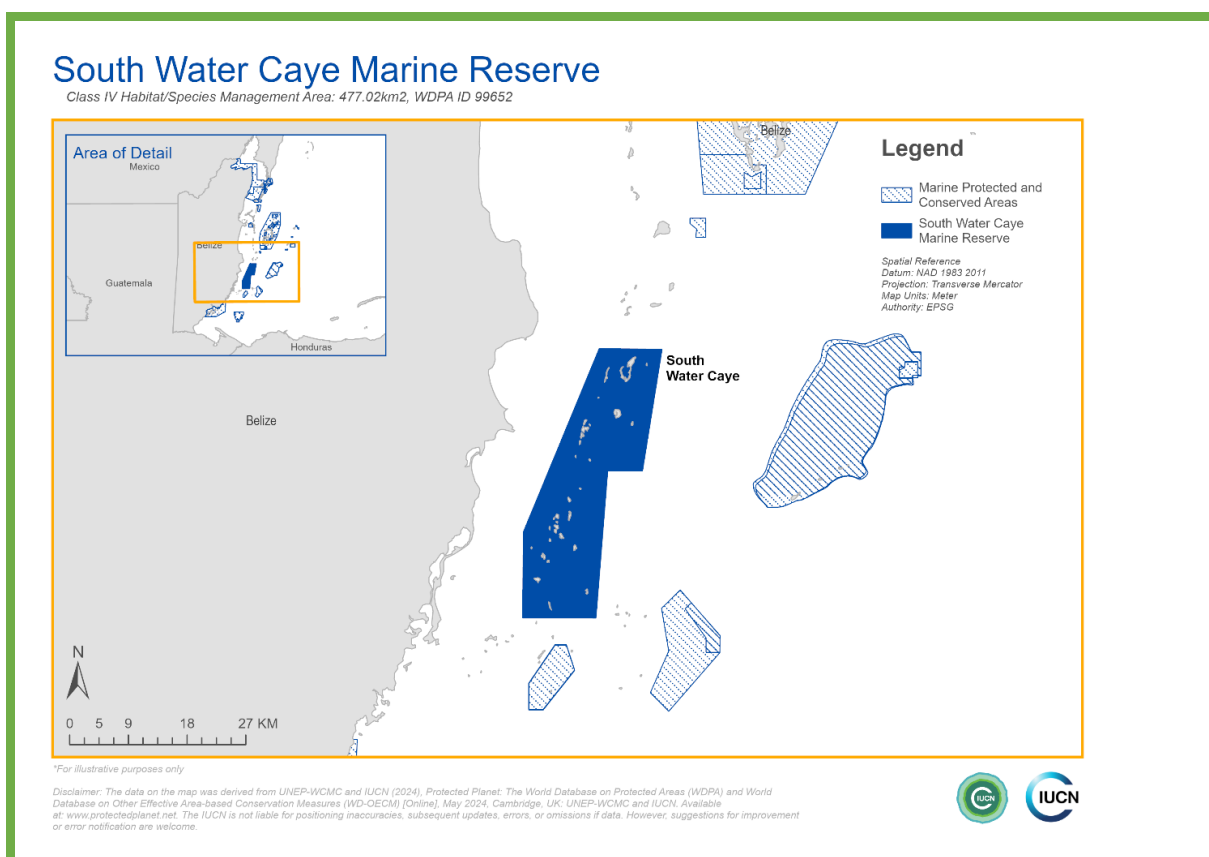 South Water Caye Marine Reserve
Class IV Habitat/Species Management Area: 477.02km2, WDPA ID 99652
Area of Detail
Mexico
Belize
Guatemala
Honduras
Belize
Legend
Marine Protected and
Conserved Areas
South Water Caye
Marine Reserve
Spatial Reference
Datum: NAD 1983 2011
Projection: Transverse Mercator
Map Units: Meter
Authority: EPSG
South
Water Caye
Belize
N
0 5 9 18 27 KM
*For illustrative purposes only
Disclaimer: The data on the map was derived from UNEP-WCMC and IUCN (2024), Protected Planet: The World Database on Protected Areas (WDPA) and World
Database on Other Effective Area-based Conservation Measures (WD-OECM) [Online], May 2024, Cambridge, UK: UNEP-WCMC and IUCN. Available
at: www.protectedplanet.net. The IUCN is not liable for positioning inaccuracies, subsequent updates, errors, or omissions if data. However, suggestions for improvement
or error notification are welcome.
IUCN
IUCN